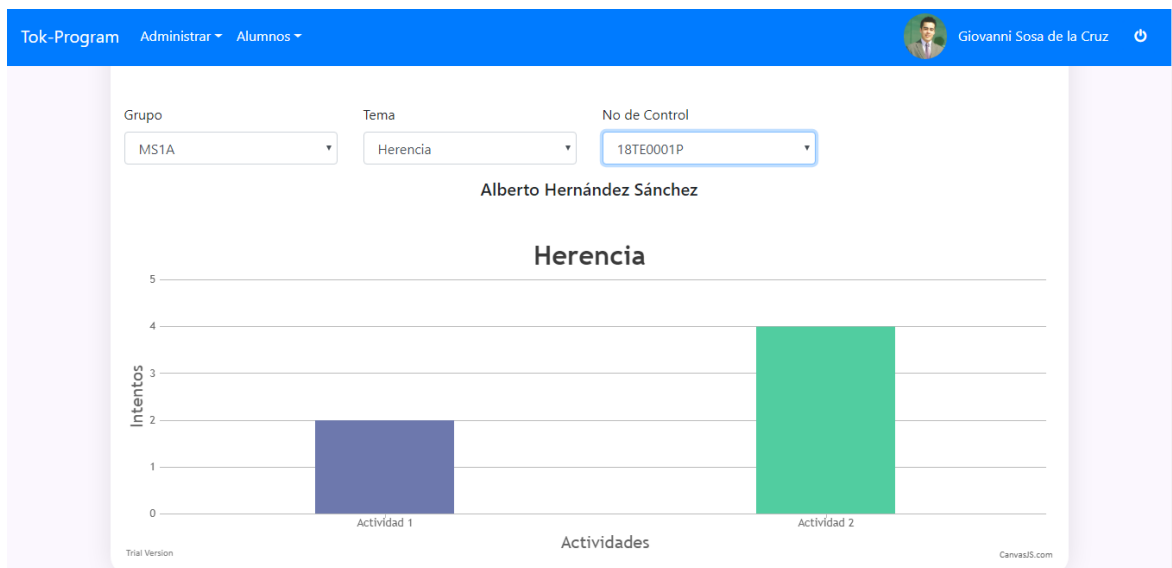 Tok-Program Administrar Alumnos Giovanni Sosa de la Cruz
Grupo Tema No de Control
MS1A Herencia 18TE0001P
Alberto Hernández Sánchez
Herencia
5
4
3
2
1
0
Intentos
Actividad 1 Actividad 2
Actividades
Trial Version CanvasJS.com